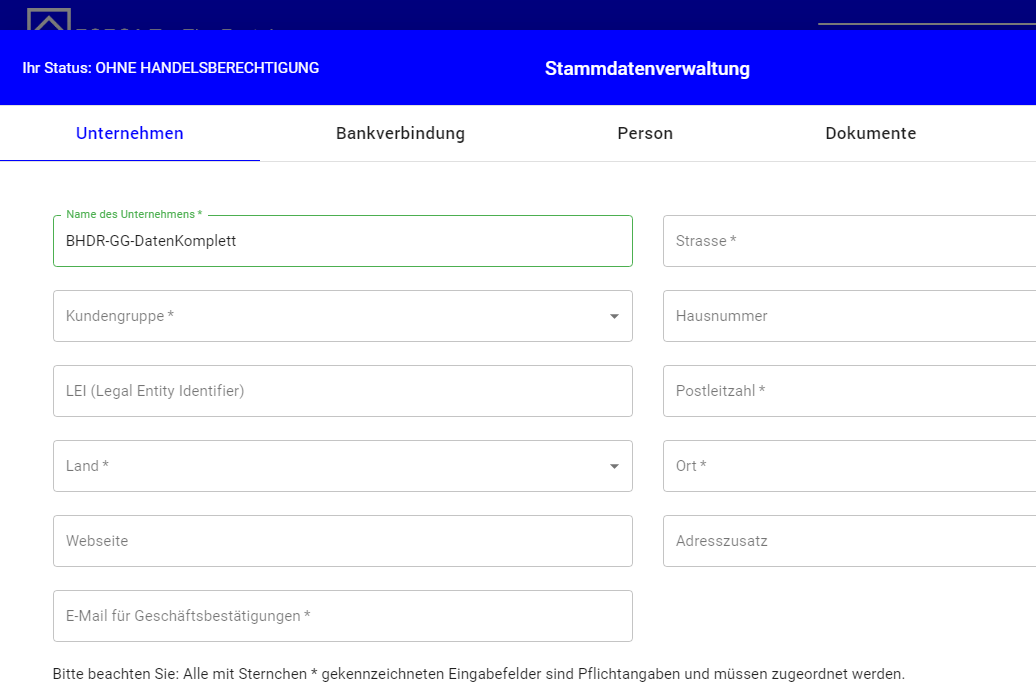 Ihr Status: OHNE HANDELSBERECHTIGUNG
Stammdatenverwaltung
Unternehmen
Bankverbindung
Person
Dokumente
Name des Unternehmens *
BHDR-GG-DatenKomplett
Strasse *
Kundengruppe *
Hausnummer
LEI (Legal Entity Identifier)
Postleitzahl *
Land *
Ort *
Webseite
Adresszusatz
E-Mail für Geschäftsbestätigungen *
Bitte beachten Sie: Alle mit Sternchen * gekennzeichneten Eingabefelder sind Pflichtangaben und müssen zugeordnet werden.